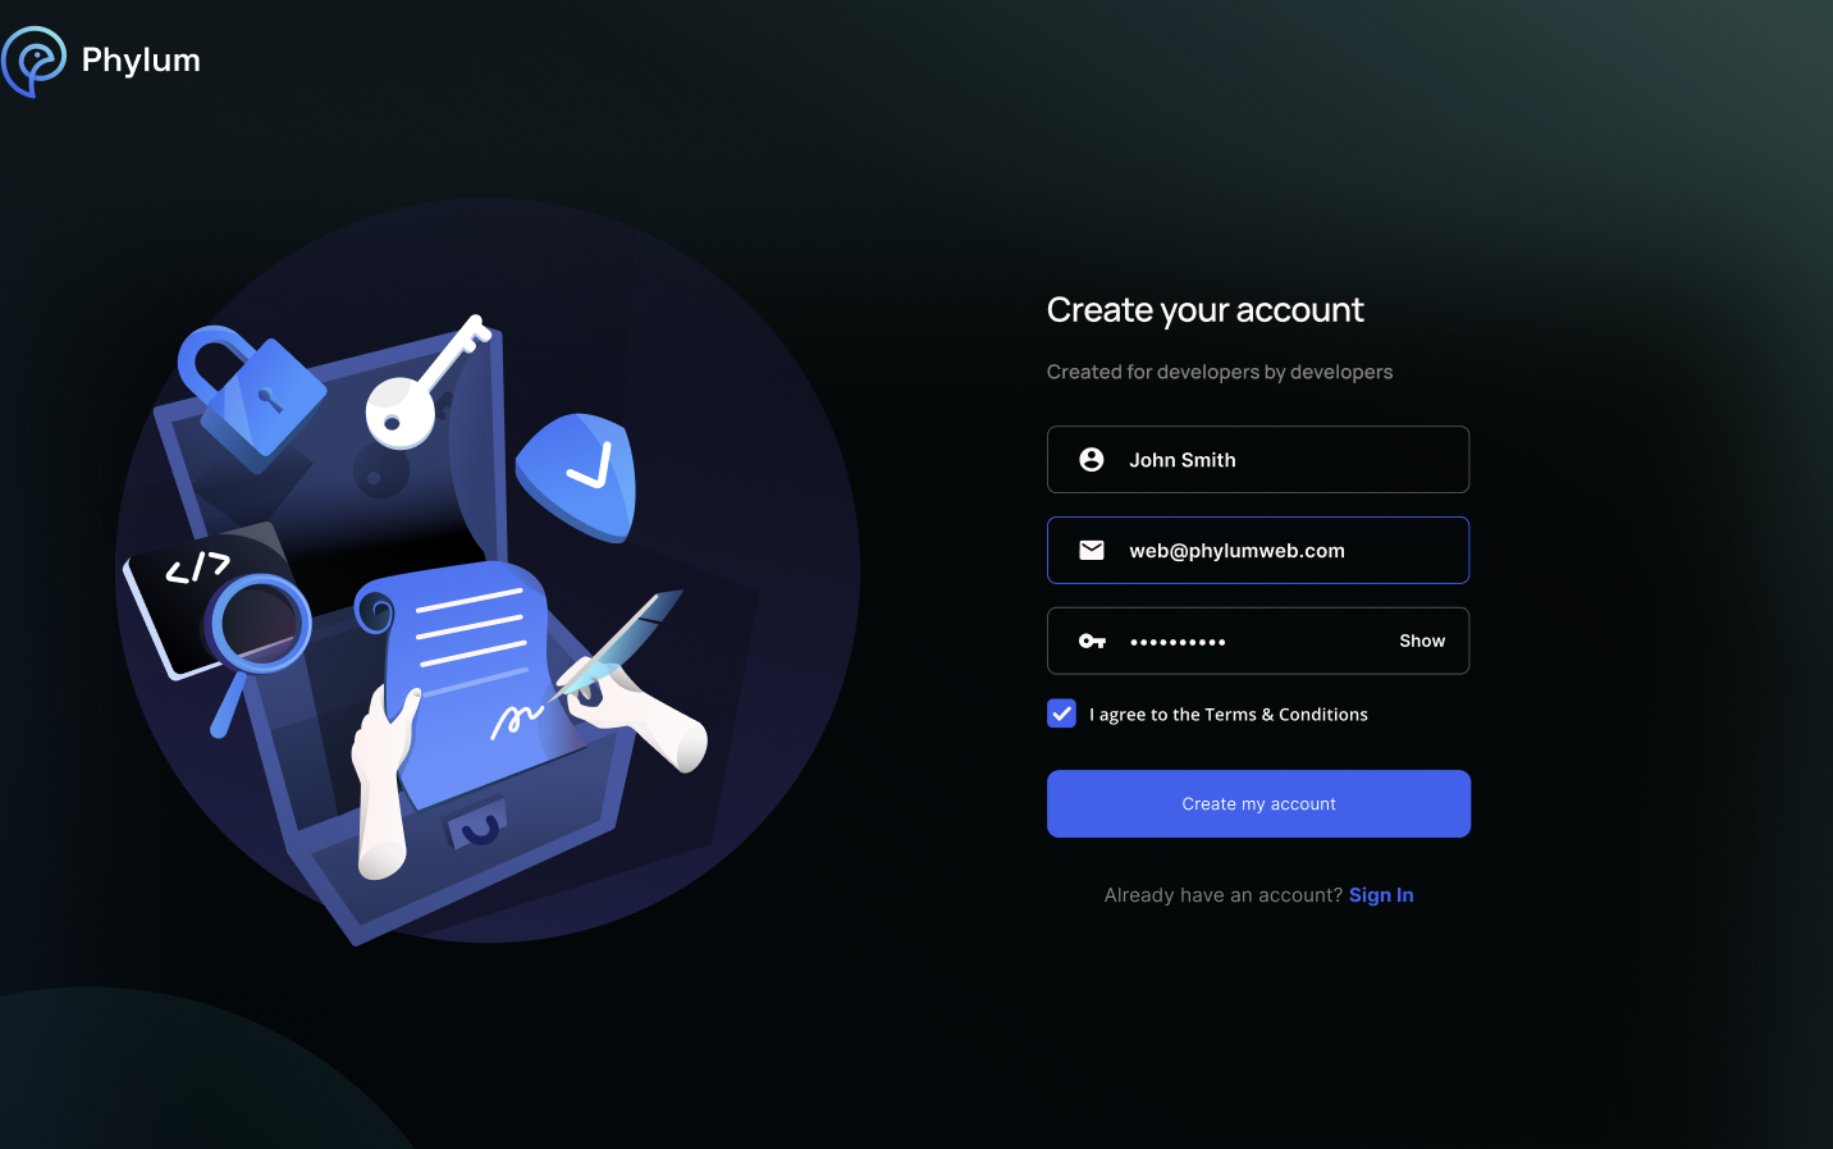 Phylum
</>
Create your account
Created for developers by developers
John Smith
web@phylumweb.com
•••••••••• Show
I agree to the Terms & Conditions
Create my account
Already have an account? Sign In